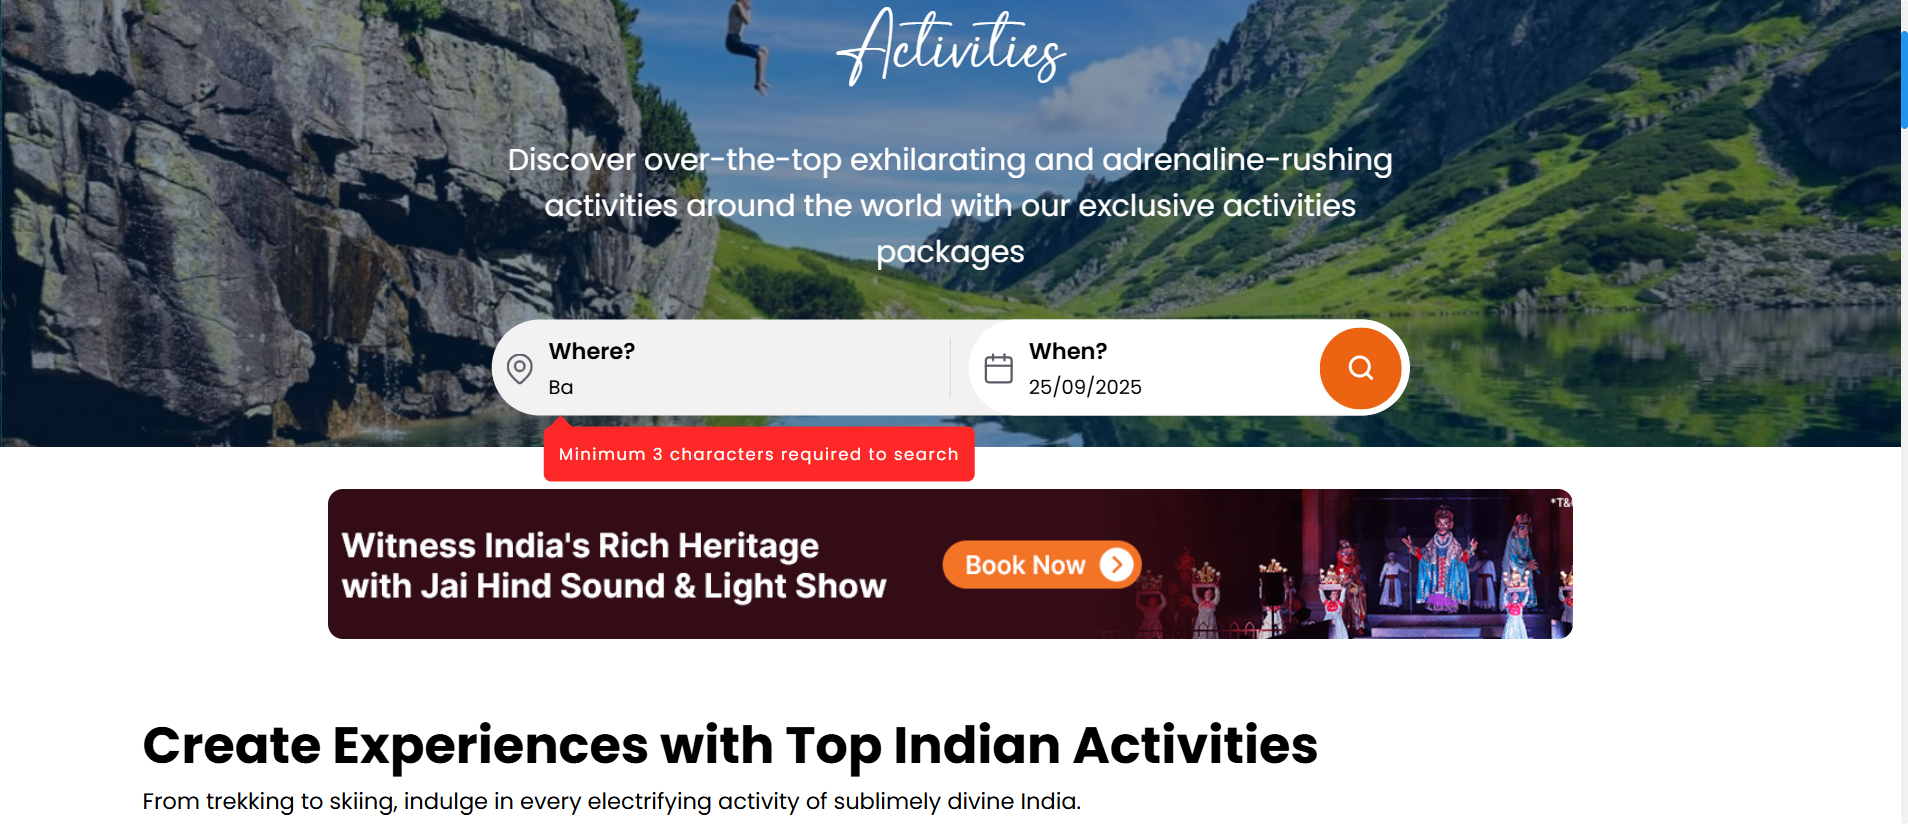 Activities
Discover over-the-top exhilarating and adrenaline-rushing
activities around the world with our exclusive activities
packages
Where?
Ba
When?
25/09/2025
Minimum 3 characters required to search
*T&
Witness India's Rich Heritage
with Jai Hind Sound & Light Show
Book Now
Create Experiences with Top Indian Activities
From trekking to skiing, indulge in every electrifying activity of sublimely divine India.